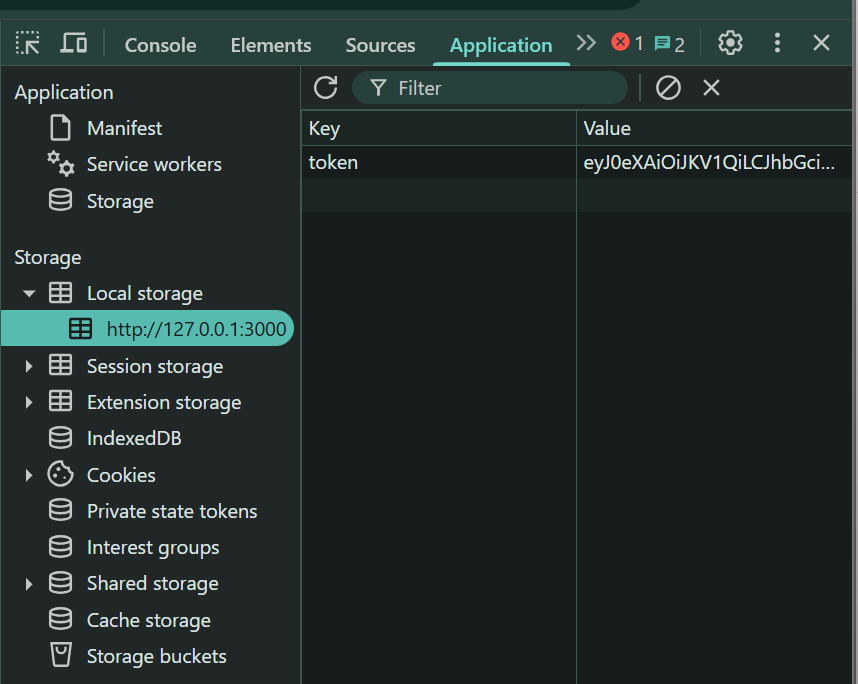 Console Elements Sources Application 1 2
Application
Manifest
Service workers
Storage
Storage
Local storage
http://127.0.0.1:3000
Session storage
Extension storage
IndexedDB
Cookies
Private state tokens
Interest groups
Shared storage
Cache storage
Storage buckets
Filter
Key Value
token eyJ0eXAiOiJKV1QiLCJhbGci...